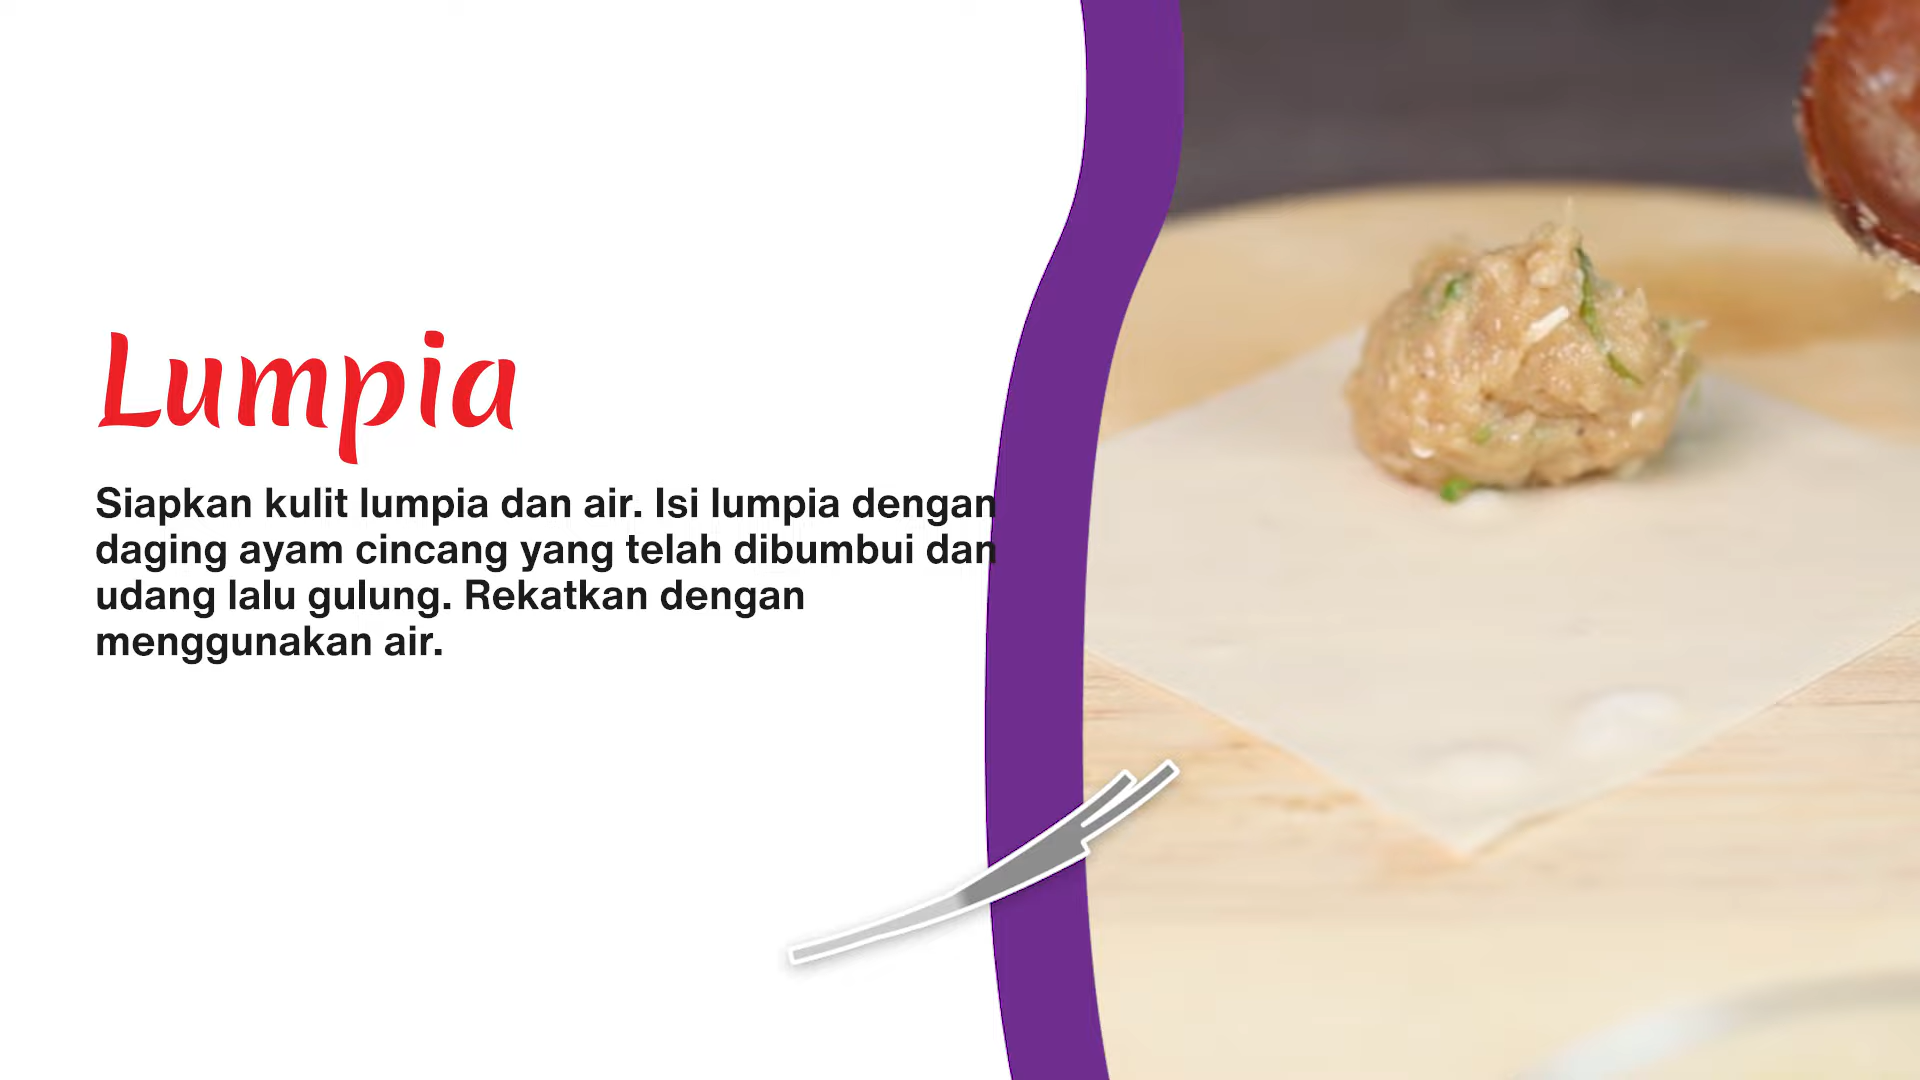 Lumpia
Siapkan kulit lumpia dan air. Isi lumpia dengan
daging ayam cincang yang telah dibumbui dan
udang lalu gulung. Rekatkan dengan
menggunakan air.